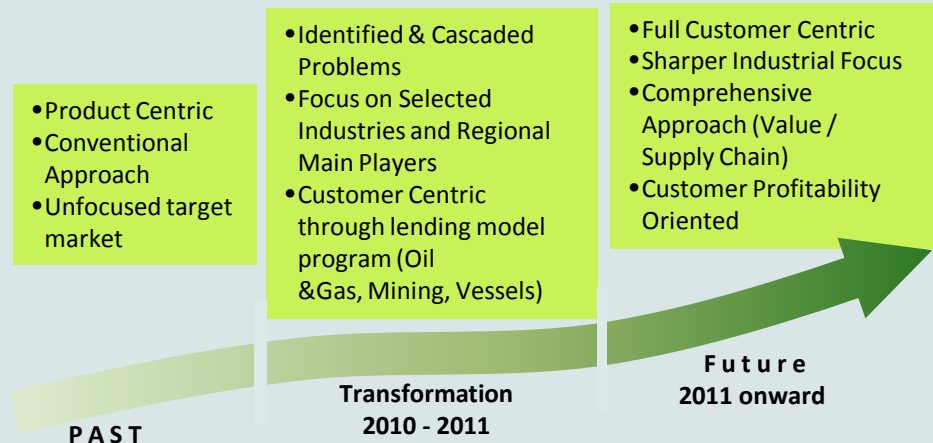 •Product Centric
•Conventional
Approach
•Unfocused target
market
P A S T
•Identified & Cascaded
Problems
•Focus on Selected
Industries and Regional
Main Players
•Customer Centric
through lending model
program (Oil
&Gas, Mining, Vessels)
Transformation
2010 - 2011
•Full Customer Centric
•Sharper Industrial Focus
•Comprehensive
Approach (Value /
Supply Chain)
•Customer Profitability
Oriented
F u t u r e
2011 onward